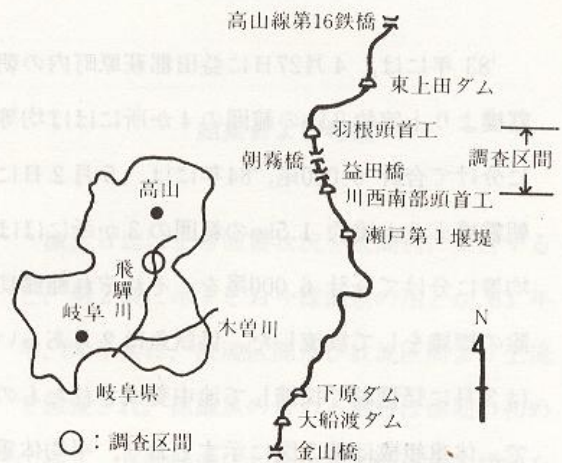 高山線第16鉄橋
東上田ダム
羽根頭首工
朝霧橋
益田橋
調査区間
川西南部頭首工
瀬戸第1堰堤
高山
飛驒川
岐阜
木曽川
岐阜県
○：調査区間
N
下原ダム
大船渡ダム
金山橋